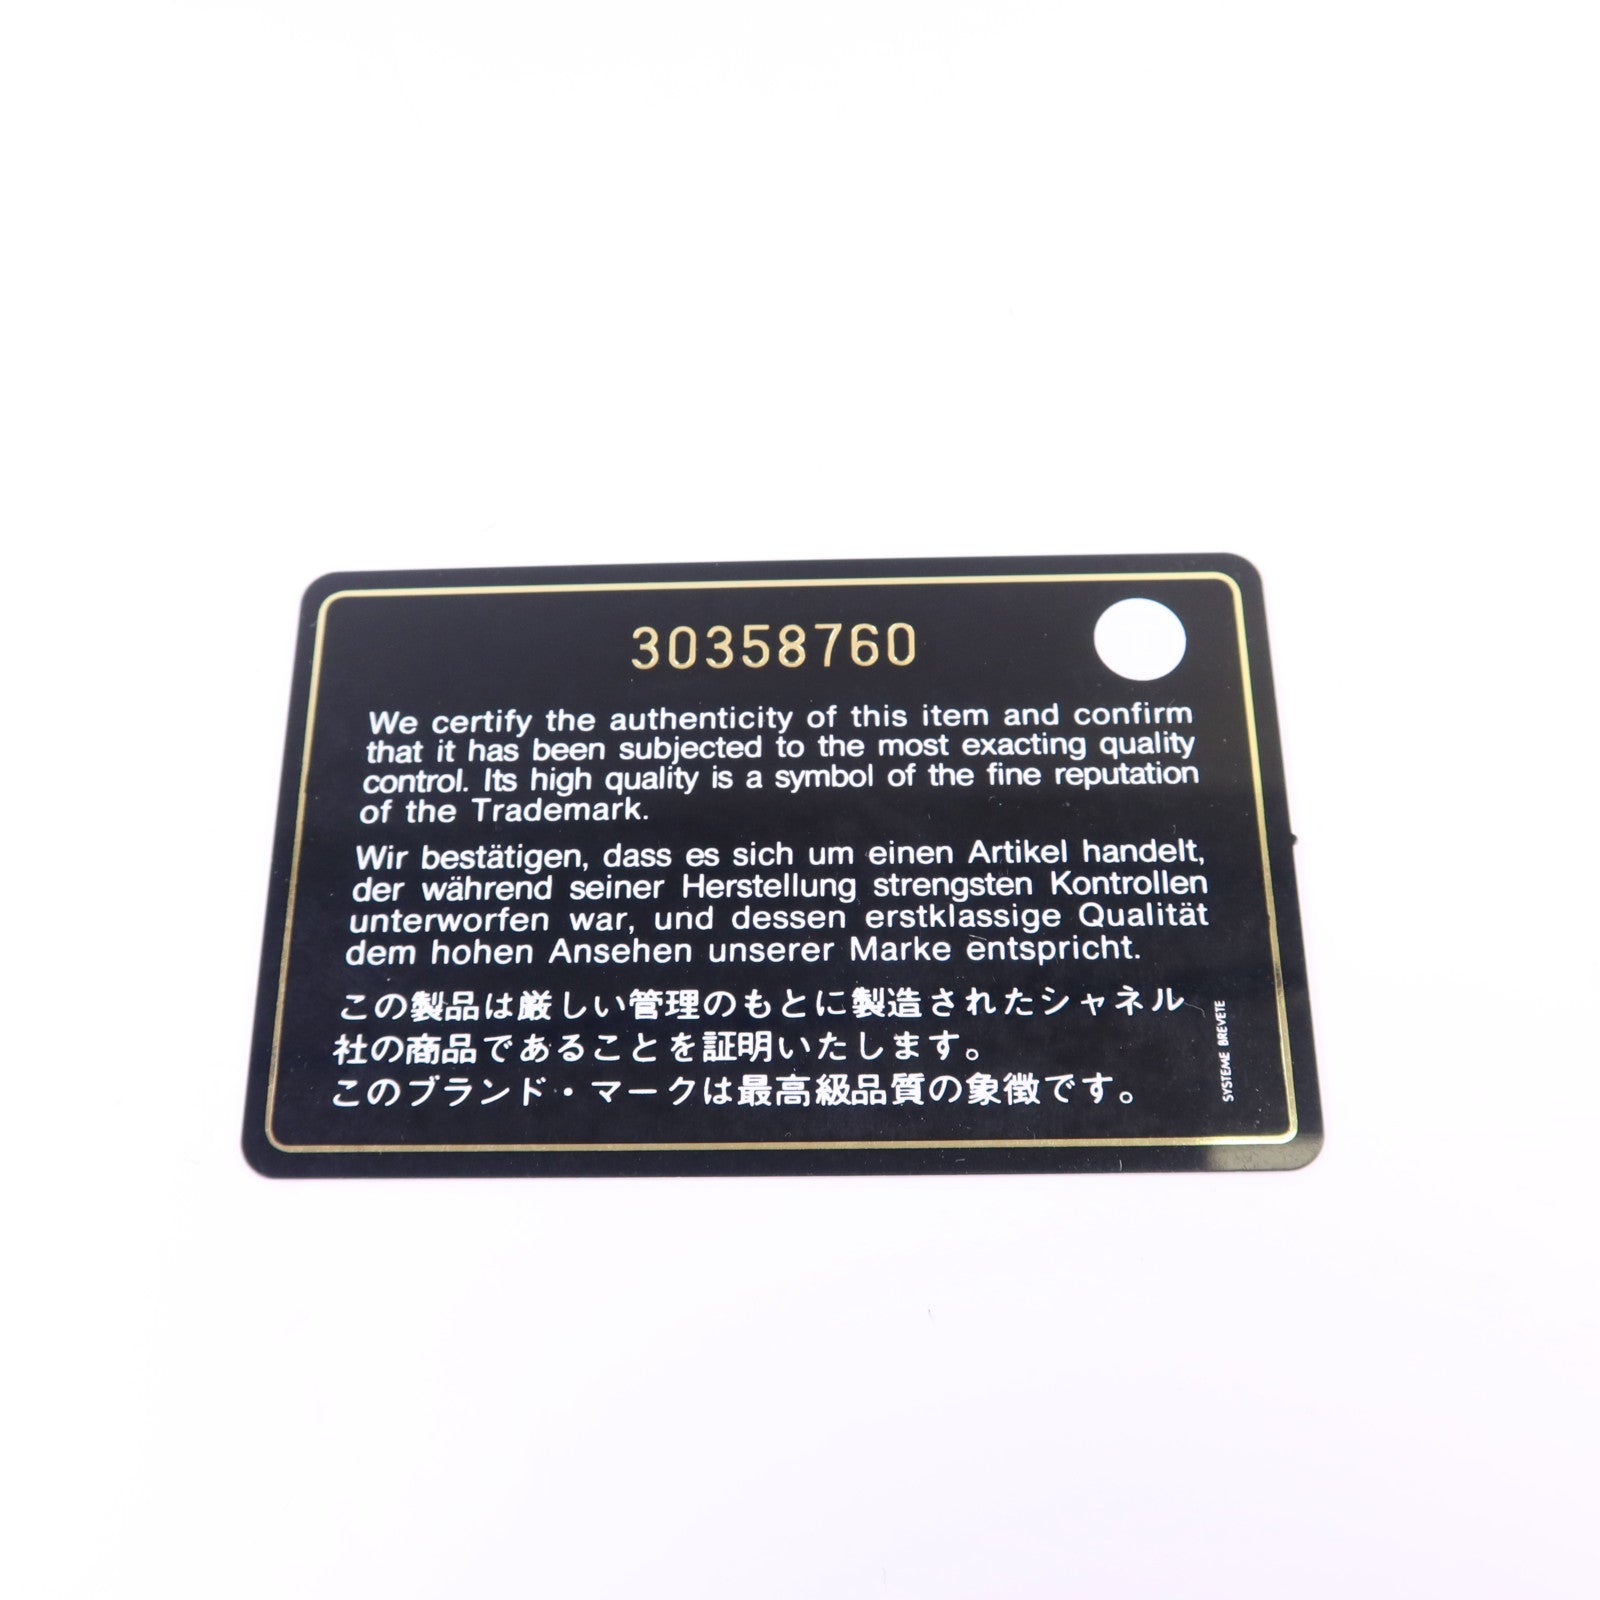 30358760
We certify the authenticity of this item and confirm
that it has been subjected to the most exacting quality
control. Its high quality is a symbol of the fine reputation
of the Trademark.
Wir bestätigen, dass es sich um einen Artikel handelt,
der während seiner Herstellung strengsten Kontrollen
unterworfen war, und dessen erstklassige Qualität
dem hohen Ansehen unserer Marke entspricht.
この製品は厳しい管理のもとに製造されたシャネル
社の商品であることを証明いたします。
このブランド・マークは最高級品質の象徴です。
SYSTEME BREVETE